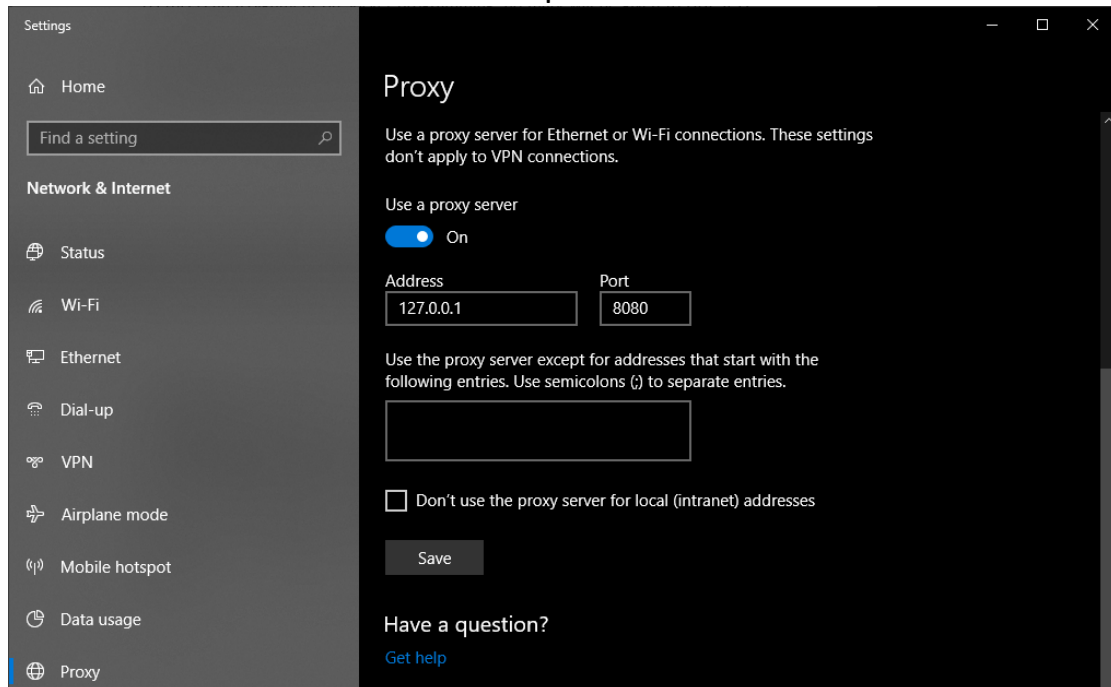 Settings
Home
Find a setting
Network & Internet
Status
Wi-Fi
Ethernet
Dial-up
VPN
Airplane mode
Mobile hotspot
Data usage
Proxy
Proxy
Use a proxy server for Ethernet or Wi-Fi connections. These settings
don't apply to VPN connections.
Use a proxy server
On
Address Port
127.0.0.1 8080
Use the proxy server except for addresses that start with the
following entries. Use semicolons (;) to separate entries.
Don't use the proxy server for local (intranet) addresses
Save
Have a question?
Get help